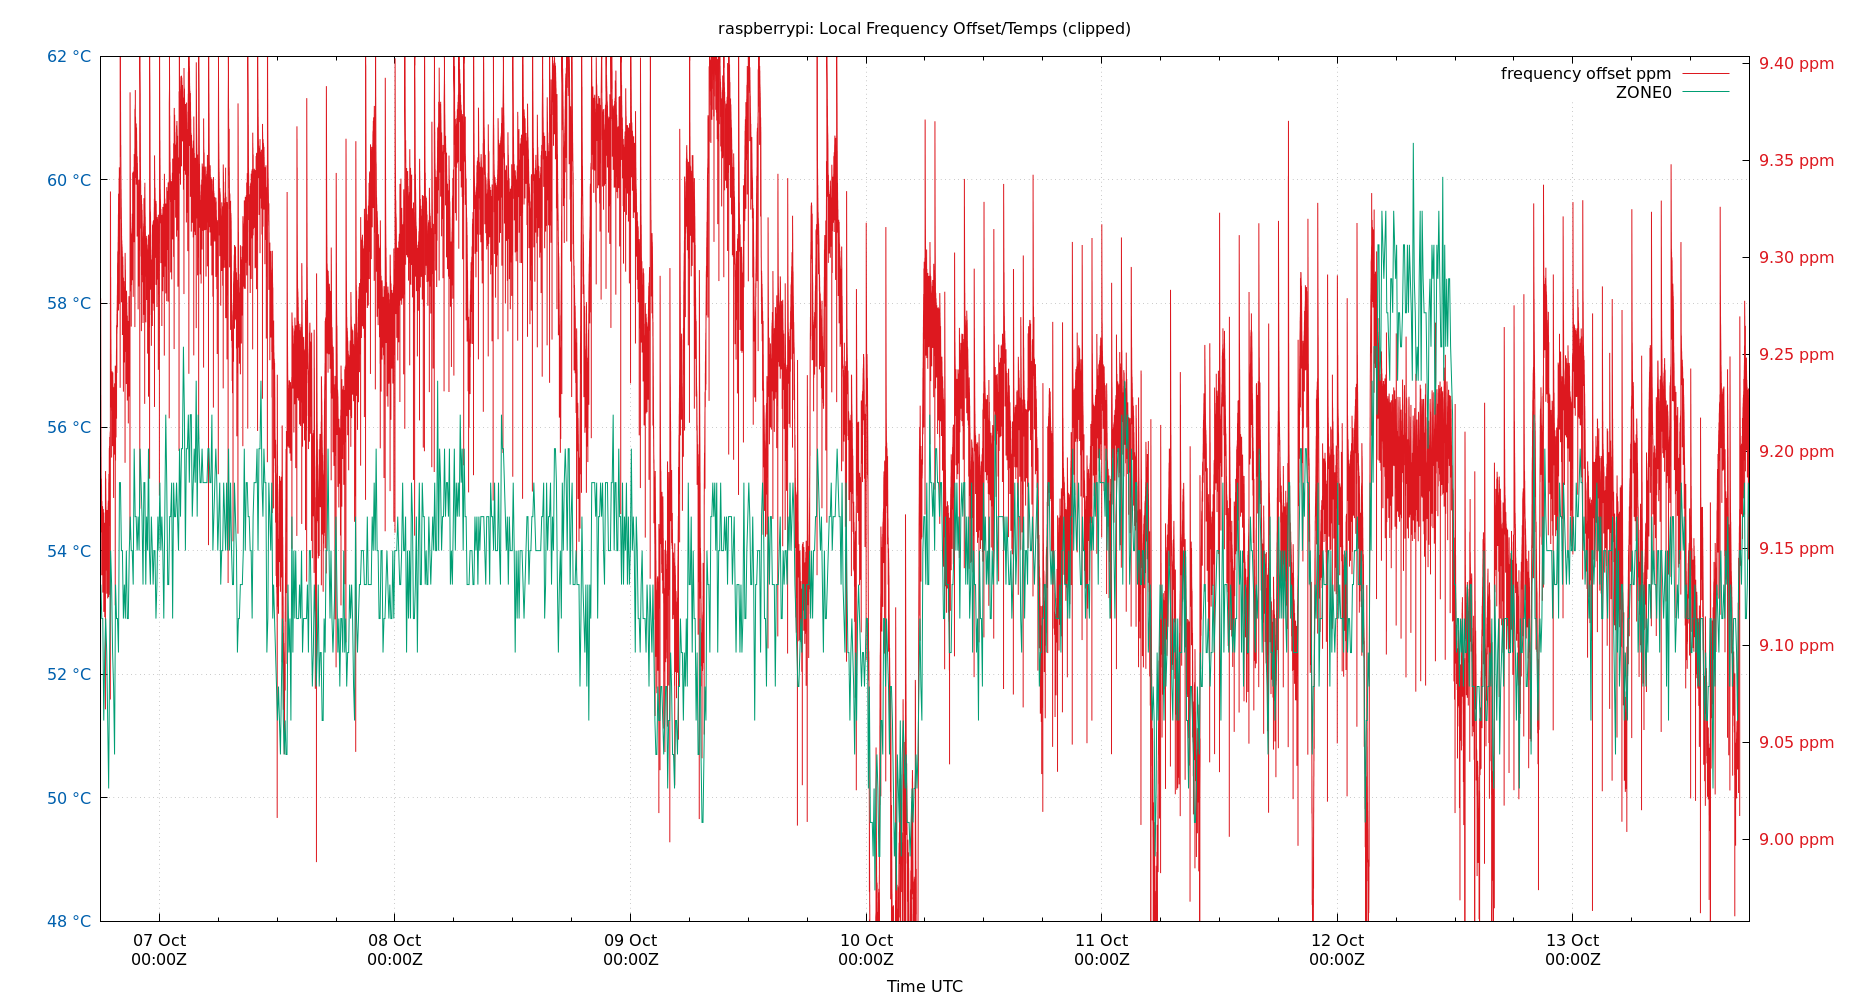 raspberrypi: Local Frequency Offset/Temps (clipped)
62 °C
60 °C
58 °C
56 °C
54 °C
52 °C
50 °C
48 °C
frequency offset ppm
ZONE0
9.40 ppm
9.35 ppm
9.30 ppm
9.25 ppm
9.20 ppm
9.15 ppm
9.10 ppm
9.05 ppm
9.00 ppm
07 Oct
00:00Z
08 Oct
00:00Z
09 Oct
00:00Z
10 Oct
00:00Z
11 Oct
00:00Z
12 Oct
00:00Z
13 Oct
00:00Z
Time UTC